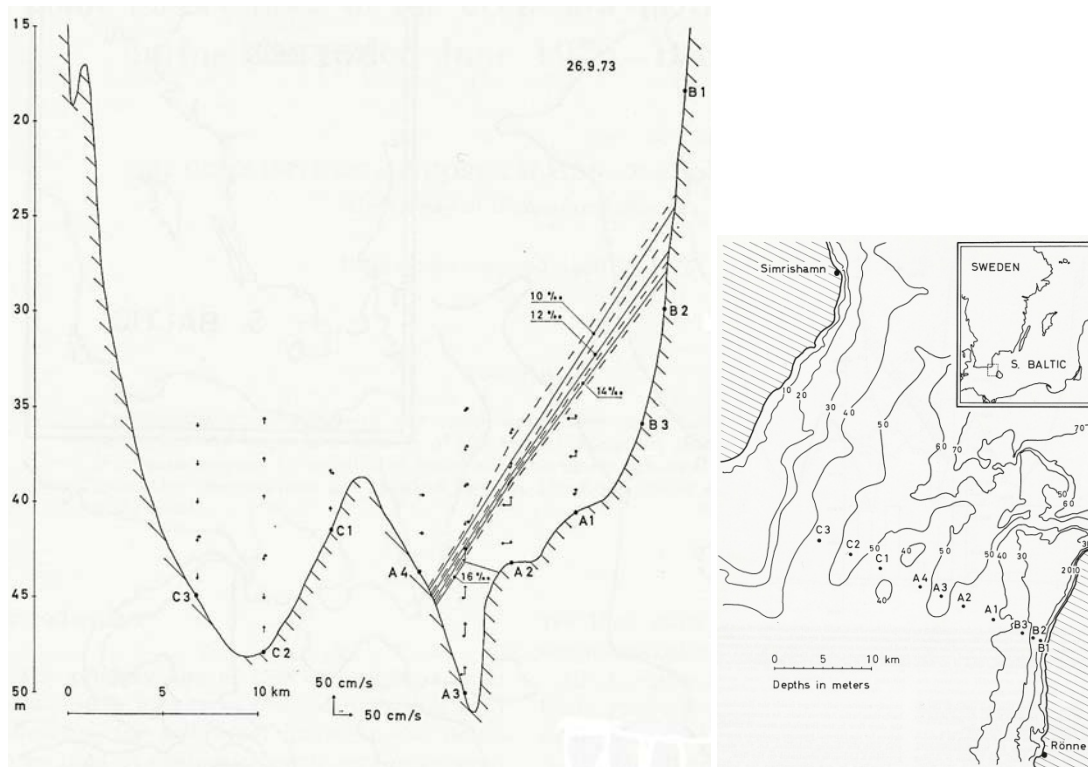 15
20
25
30
35
40
45
50
m
26.9.73
B1
10 ‰
12 ‰
B2
14 ‰
B3
C1
A1
A4
A2
16 ‰
C3
C2
A3
0 5 10 km
50 cm/s
50 cm/s
Simrishamn
SWEDEN
S. BALTIC
10
20
30
40
50
60
70
70
50
60
C3
C2
C1
50
40
50
50
40
30
20
10
40
A4
A3
A2
A1
B3
B2
B1
0 5 10 km
Depths in meters
Rönne